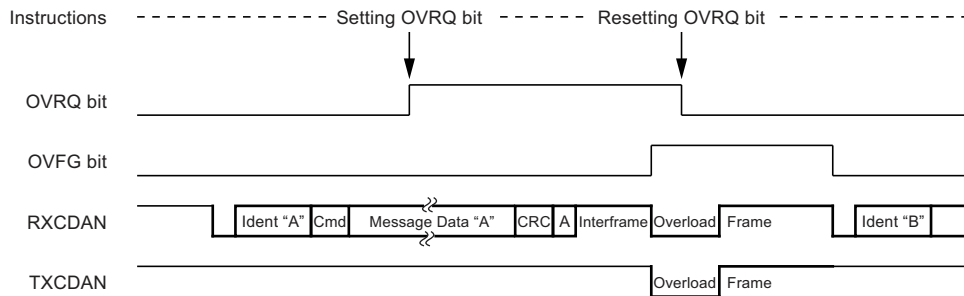 Instructions Setting OVRQ bit Resetting OVRQ bit
OVRQ bit
OVFG bit
RXCDAN Ident “A” Cmd Message Data “A” CRC A Interframe Overload Frame Ident “B”
TXCDAN Overload Frame